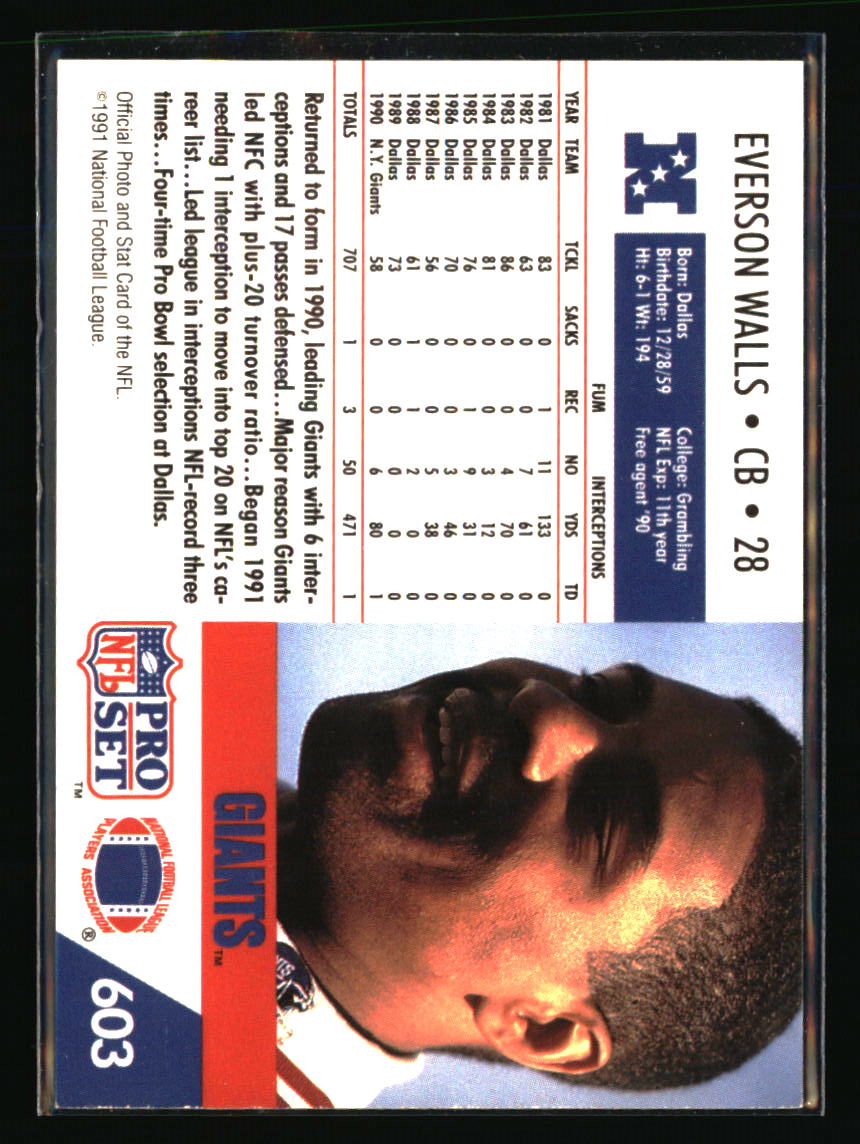 EVERSON WALLS • CB • 28
N
Born: Dallas College: Grambling
Birthdate: 12/28/59 NFL Exp: 11th year
Ht: 6-1 Wt: 194 Free agent '90
FUM INTERCEPTIONS
YEAR TEAM TCKL SACKS REC NO YDS TD
1981 Dallas 83 0 1 11 133 0
1982 Dallas 63 0 0 7 61 0
1983 Dallas 86 0 0 4 70 0
1984 Dallas 81 0 0 3 12 0
1985 Dallas 76 0 1 9 31 0
1986 Dallas 70 0 0 3 46 0
1987 Dallas 56 0 0 5 38 0
1988 Dallas 61 1 1 2 0 0
1989 Dallas 73 0 0 0 0 0
1990 N.Y. Giants 58 0 0 6 80 1
TOTALS 707 1 3 50 471 1
Returned to form in 1990, leading Giants with 6 inter-
ceptions and 17 passes defensed...Major reason Giants
led NFC with plus-20 turnover ratio...Began 1991
needing 1 interception to move into top 20 on NFL's ca-
reer list...Led league in interceptions NFL-record three
times...Four-time Pro Bowl selection at Dallas.
Official Photo and Stat Card of the NFL.
©1991 National Football League.
GIANTS™
PRO
NFL SET™
NATIONAL FOOTBALL LEAGUE
PLAYERS ASSOCIATION®
603